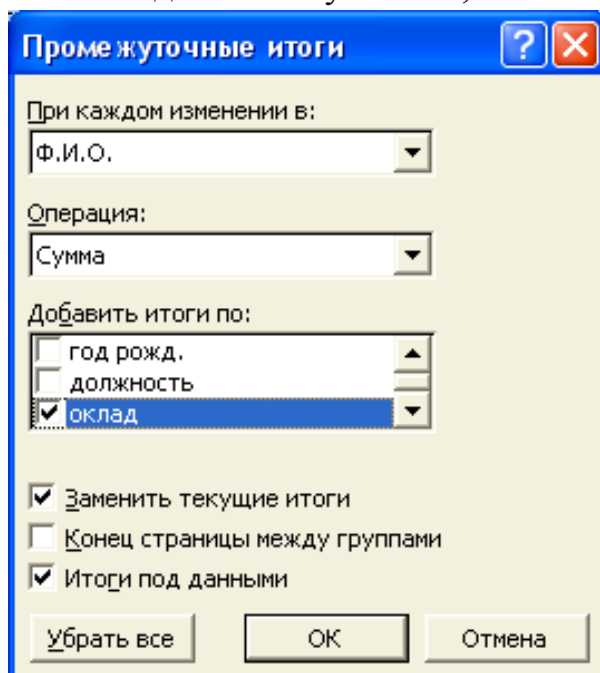 Промежуточные итоги
При каждом изменении в:
Ф.И.О.
Операция:
Сумма
Добавить итоги по:
год рожд.
должность
оклад
Заменить текущие итоги
Конец страницы между группами
Итоги под данными
Убрать все ОК Отмена